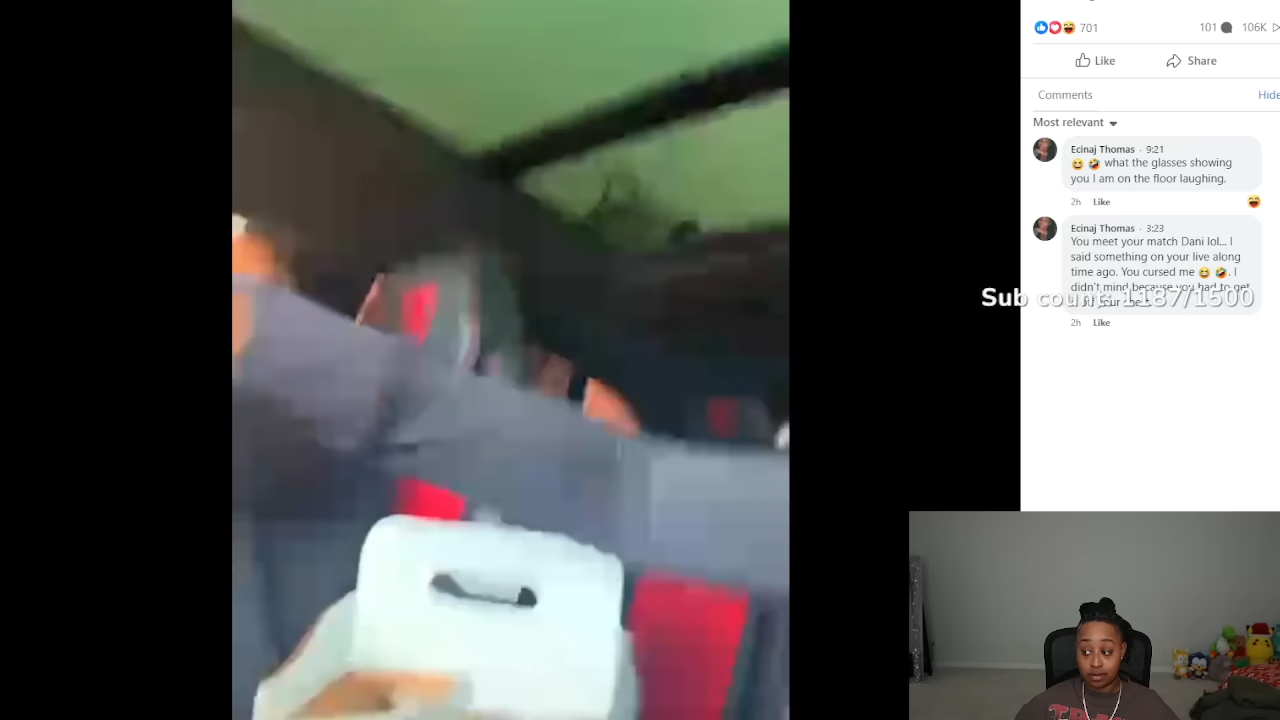 701
101
106K
Like
Share
Comments
Hide
Most relevant
Ecinaj Thomas · 9:21
😆 🤣 what the glasses showing
you I am on the floor laughing.
2h Like
Ecinaj Thomas · 3:23
You meet your match Dani lol... I
said something on your live along
time ago. You cursed me 😆 🤣. I
didn't mind because you had to get
Sub count: 1187/1500
2h Like